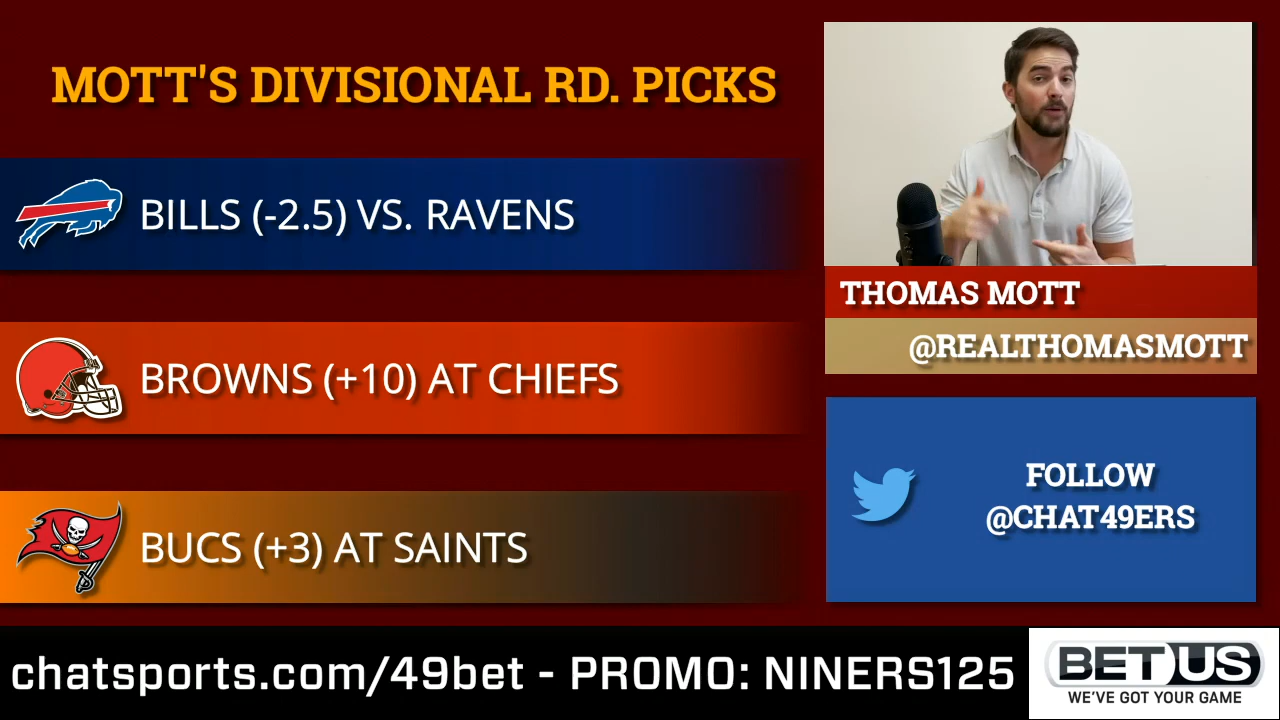 MOTT'S DIVISIONAL RD. PICKS
BILLS (-2.5) VS. RAVENS
BROWNS (+10) AT CHIEFS
BUCS (+3) AT SAINTS
THOMAS MOTT
@REALTHOMASMOTT
FOLLOW
@CHAT49ERS
chatsports.com/49bet - PROMO: NINERS125
BETUS
WE'VE GOT YOUR GAME